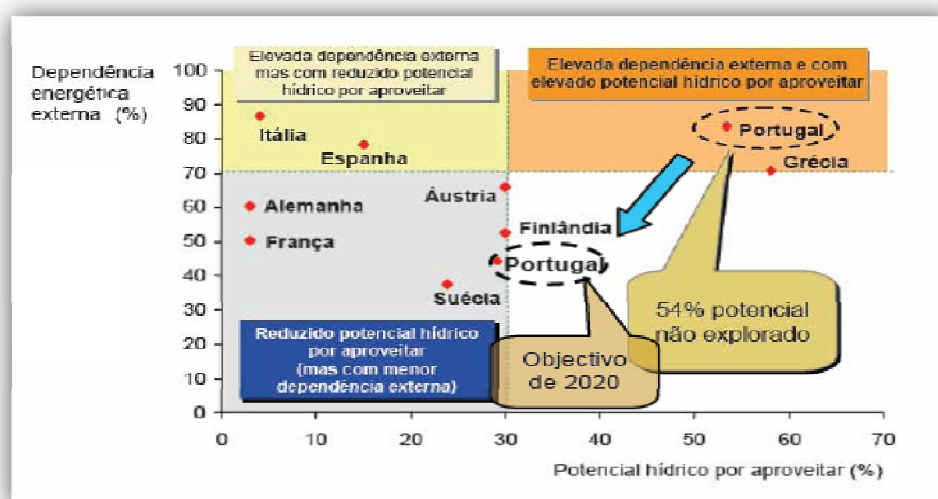 Dependência
energética
externa (%)
Elevada dependência externa
mas com reduzido potencial
hídrico por aproveitar
Elevada dependência externa e com
elevado potencial hídrico por aproveitar
100
90
80
70
60
50
40
30
20
10
0
Itália
Espanha
Portugal
Grécia
Áustria
Alemanha
Finlândia
França
Portugal
Suécia
54% potencial
não explorado
Reduzido potencial hídrico
por aproveitar
(mas com menor
dependência externa)
Objectivo
de 2020
0 10 20 30 40 50 60 70
Potencial hídrico por aproveitar (%)